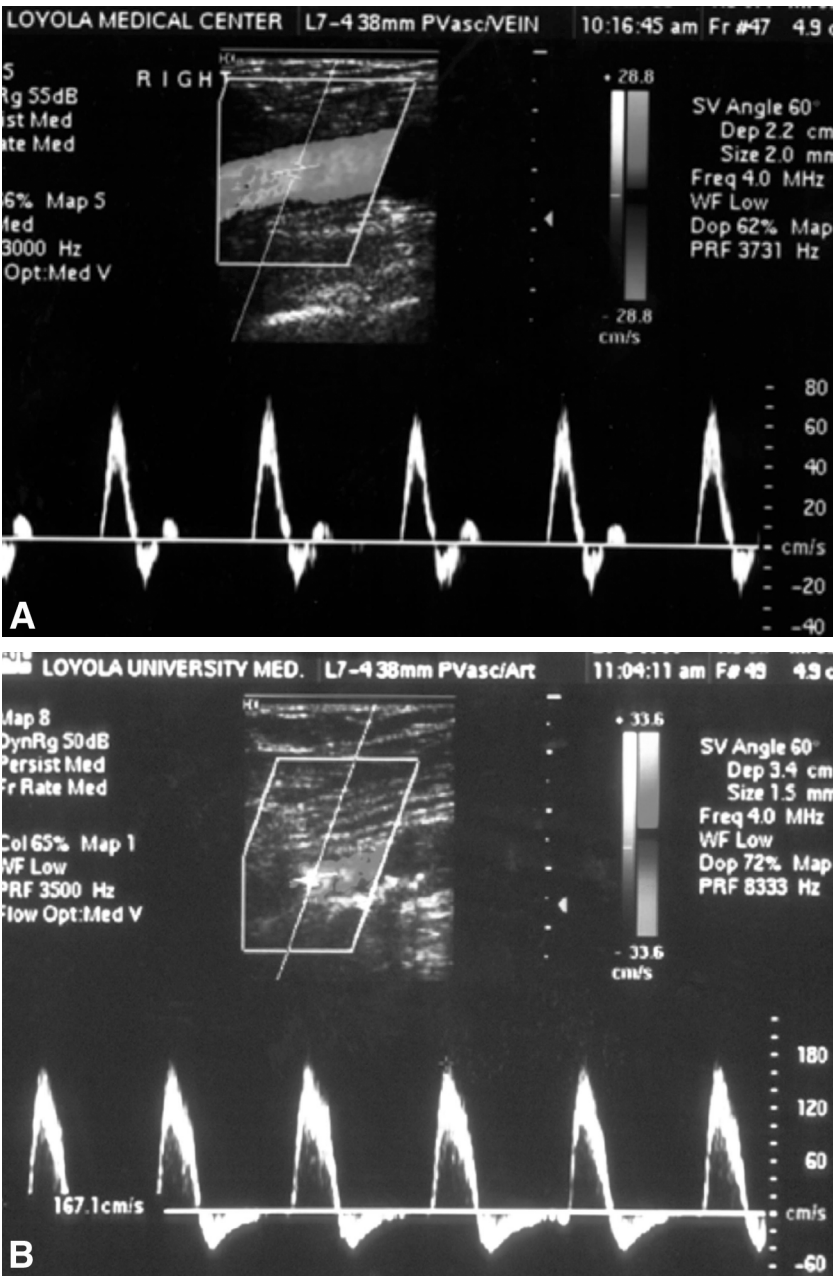 LOYOLA MEDICAL CENTER L7-4 38mm PVasc/VEIN 10:16:45 am Fr #47 4.9 c
S
Rg 55dB
ist Med
ate Med
6% Map 5
Med
3000 Hz
Opt:Med V
RIGHT
+ 28.8
- 28.8
cm/s
SV Angle 60°
Dep 2.2 cm
Size 2.0 mm
Freq 4.0 MHz
WF Low
Dop 62% Map
PRF 3731 Hz
80
60
40
20
cm/s
-20
-40
A
LOYOLA UNIVERSITY MED. L7-4 38mm PVasc/Art 11:04:11 am F# 49 4.9 c
Map 8
DynRg 50dB
Persist Med
Fr Rate Med
Col 65% Map 1
WF Low
PRF 3500 Hz
Flow Opt:Med V
+ 33.6
- 33.6
cm/s
SV Angle 60°
Dep 3.4 cm
Size 1.5 mm
Freq 4.0 MHz
WF Low
Dop 72% Map
PRF 8333 Hz
180
120
60
cm/s
-60
167.1cm/s
B